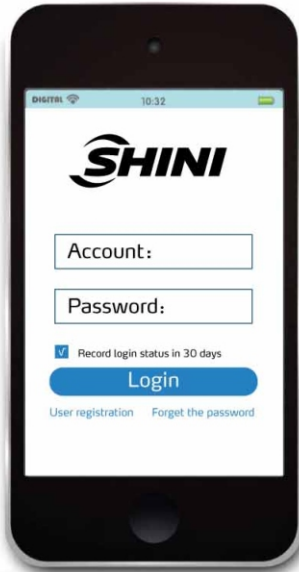 DIGITAL 10:32
SHINI
Account:
Password:
Record login status in 30 days
Login
User registration Forget the password